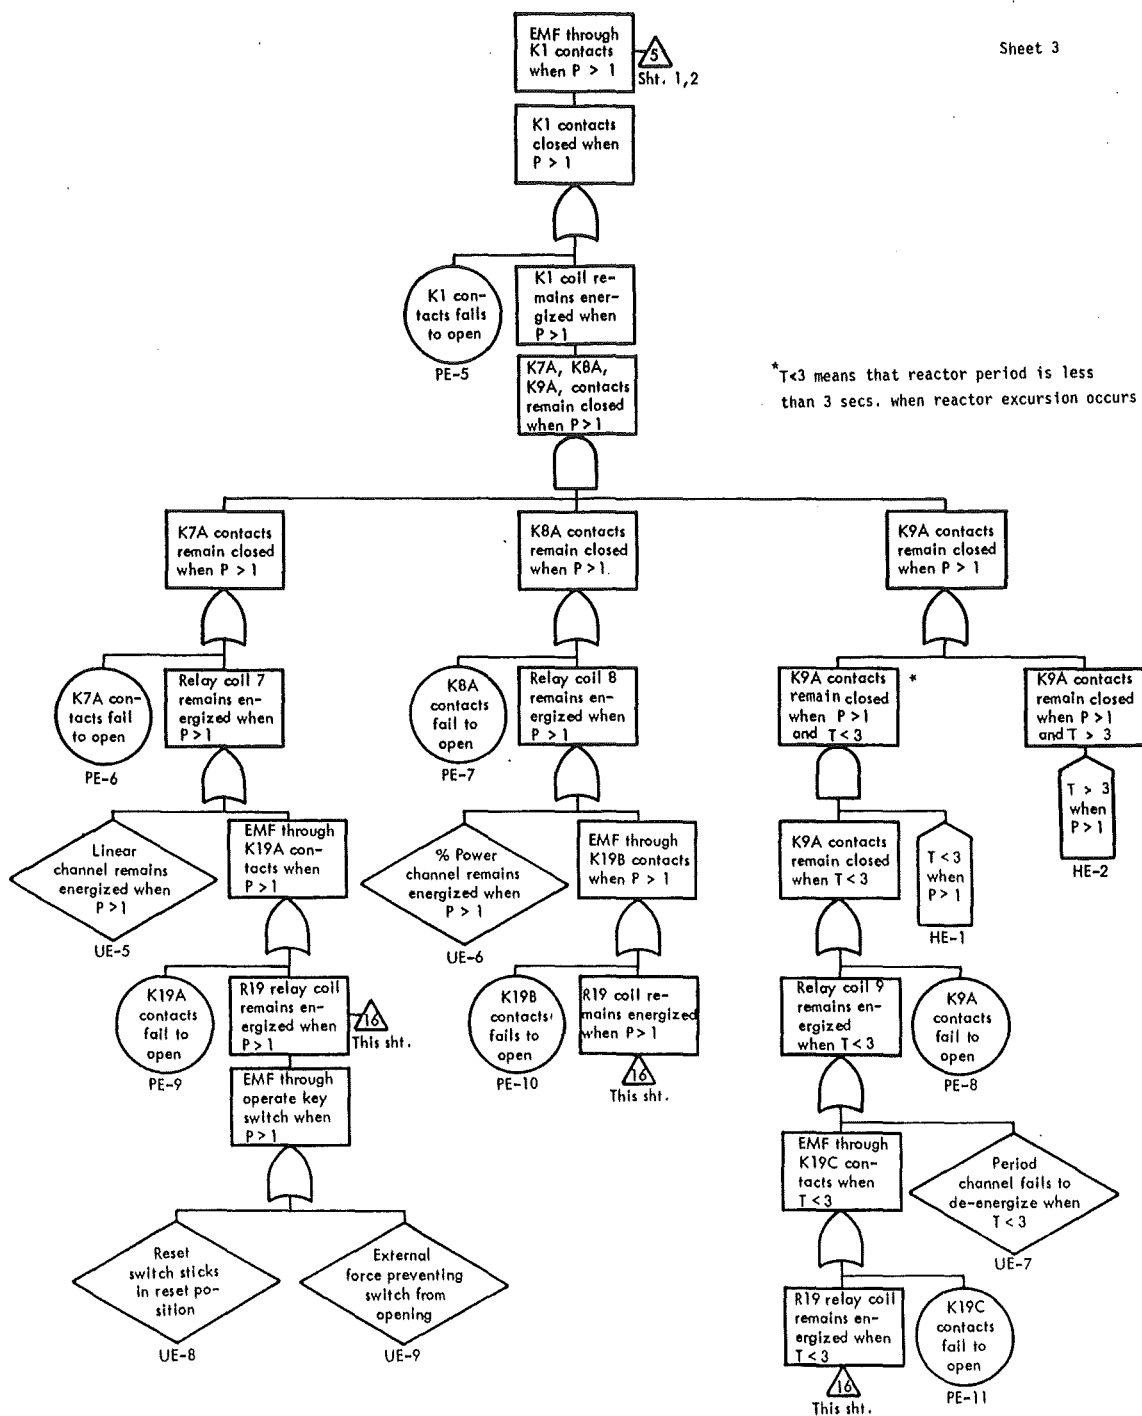 Sheet 3
EMF through
K1 contacts
when P > 1
5
Sht. 1,2
K1 contacts
closed when
P > 1
K1 con-
tacts fails
to open
PE-5
K1 coil re-
mains ener-
gized when
P>1
K7A, K8A,
K9A, contacts
remain closed
when P>1
*T<3 means that reactor period is less
than 3 secs. when reactor excursion occurs
K7A contacts
remain closed
when P > 1
K8A contacts
remain closed
when P>1.
K9A contacts
remain closed
when P > 1
K7A con-
tacts fail
to open
PE-6
Relay coil 7
remains en-
ergized when
P>1
K8A
contacts
fail to
open
PE-7
Relay coil 8
remains en-
ergized when
P>1
K9A contacts
remain closed
when P>1
and T<3
*
K9A contacts
remain closed
when P>1
and T > 3
T > 3
when
P>1
HE-2
Linear
channel remains
energized when
P>1
UE-5
EMF through
K19A con-
tacts when
P>1
% Power
channel remains
energized when
P > 1
UE-6
EMF through
K19B contacts
when P > 1
K9A contacts
remain closed
when T<3
T<3
when
P>1
HE-1
K19A
contacts
fail to
open
PE-9
R19 relay coil
remains en-
ergized when
P>1
16
This sht.
K19B
contacts
fails to
open
PE-10
R19 coil re-
mains energized
when P>1
16
This sht.
Relay coil 9
remains en-
ergized
when T<3
K9A
contacts
fail to
open
PE-8
EMF through
operate key
switch when
P>1
EMF through
K19C con-
tacts when
T<3
Period
channel fails to
de-energize when
T<3
UE-7
Reset
switch sticks
in reset po-
sition
UE-8
External
force preventing
switch from
opening
UE-9
R19 relay coil
remains en-
ergized when
T<3
16
This sht.
K19C
contacts
fail to
open
PE-11